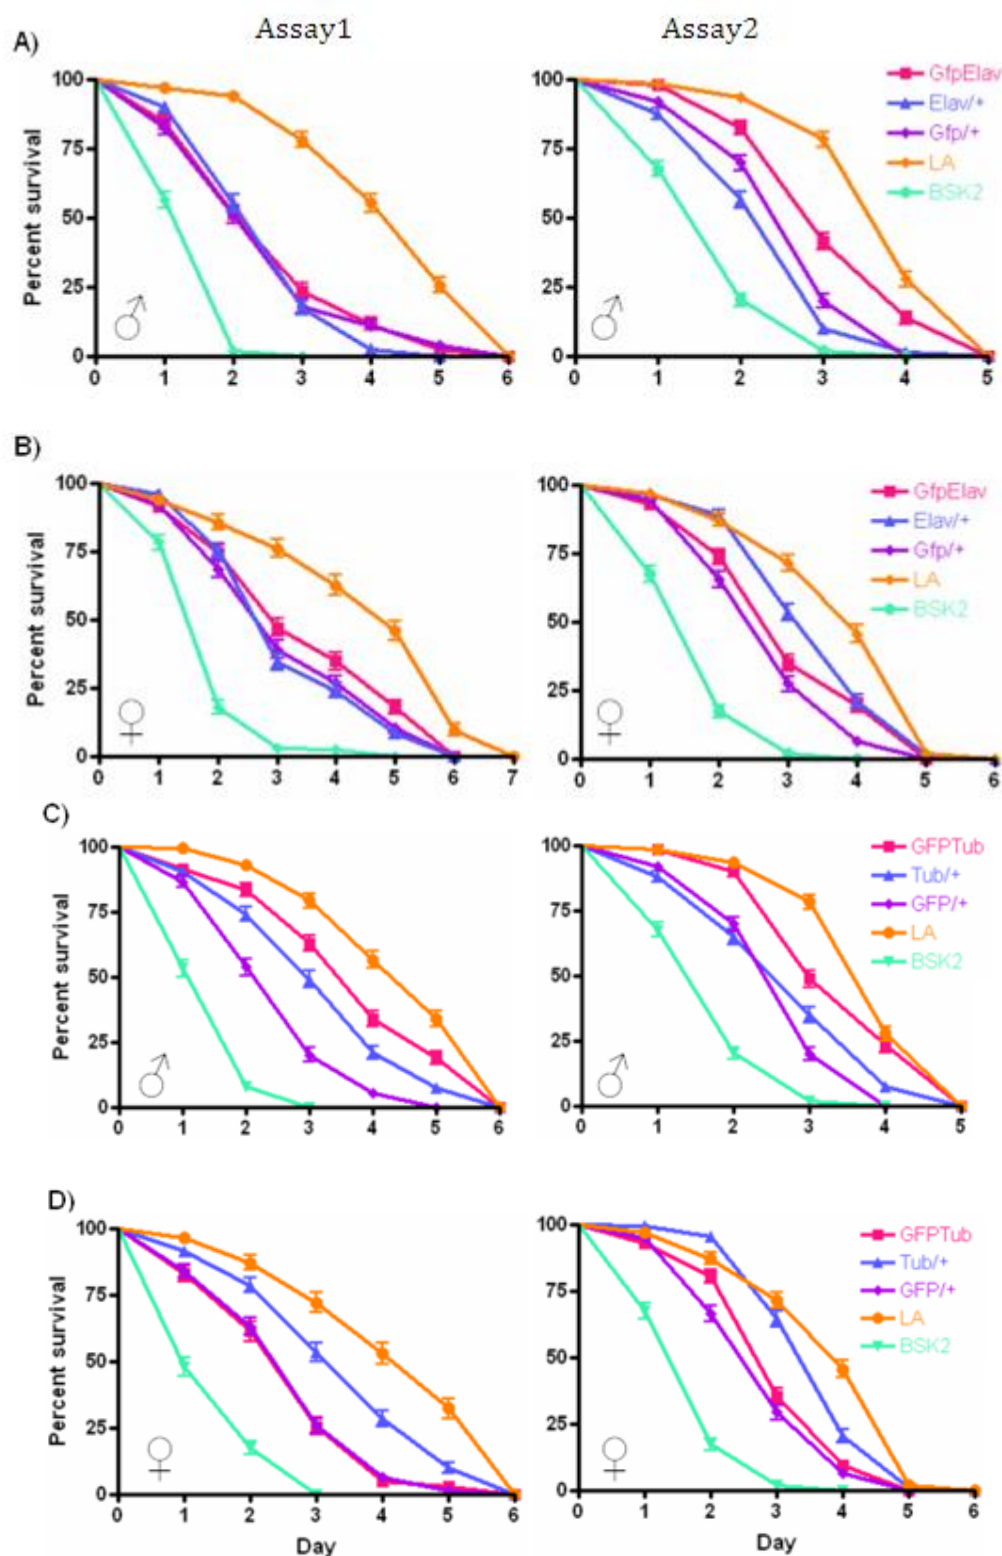 Assay1 Assay2
A)
100
75
50
25
0
Percent survival
0 1 2 3 4 5 6
100
75
50
25
0
0 1 2 3 4 5
GfpElav
Elav/+
Gfp/+
LA
BSK2
B)
100
75
50
25
0
Percent survival
0 1 2 3 4 5 6 7
100
75
50
25
0
0 1 2 3 4 5 6
GfpElav
Elav/+
Gfp/+
LA
BSK2
C)
100
75
50
25
0
Percent survival
0 1 2 3 4 5 6
100
75
50
25
0
0 1 2 3 4 5
GFPTub
Tub/+
GFP/+
LA
BSK2
D)
100
75
50
25
0
Percent survival
0 1 2 3 4 5 6
Day
100
75
50
25
0
0 1 2 3 4 5 6
Day
GFPTub
Tub/+
GFP/+
LA
BSK2